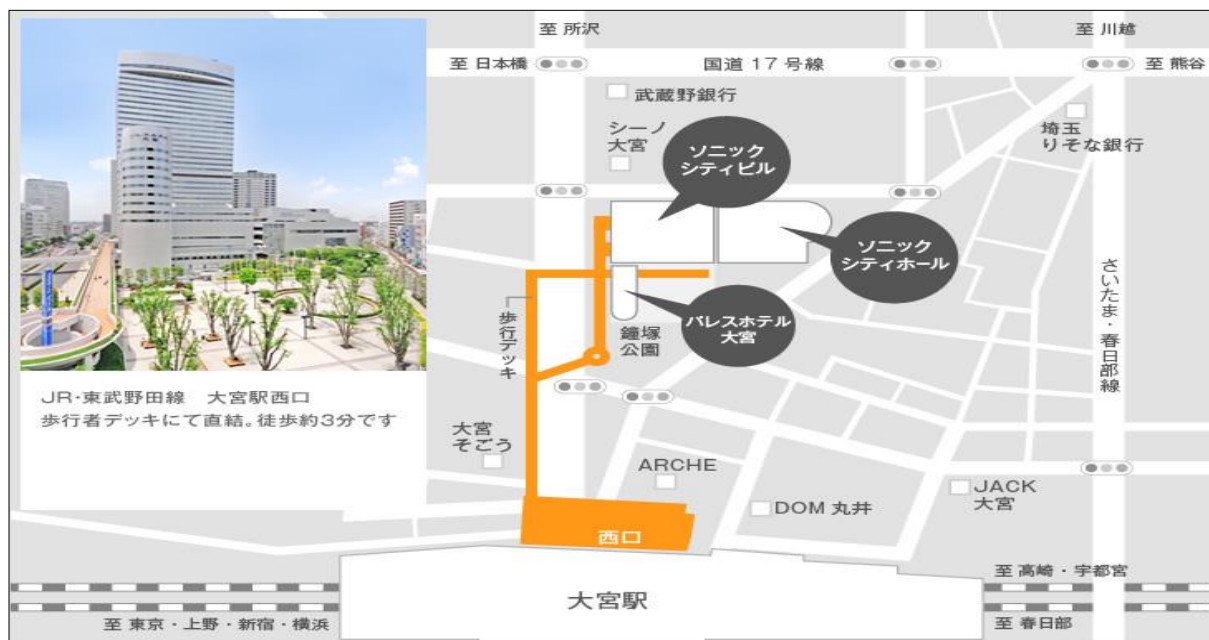 至 所沢
至 川越
至 日本橋
国道 17 号線
至 熊谷
武蔵野銀行
シーノ
大宮
ソニック
シティビル
埼玉
りそな銀行
ソニック
シティホール
さいたま・春日部線
歩行デッキ
鐘塚
公園
パレスホテル
大宮
JR・東武野田線 大宮駅西口
歩行者デッキにて直結。徒歩約3分です
大宮
そごう
ARCHE
JACK
大宮
DOM 丸井
西口
至 高崎・宇都宮
大宮駅
至 東京・上野・新宿・横浜
至 春日部